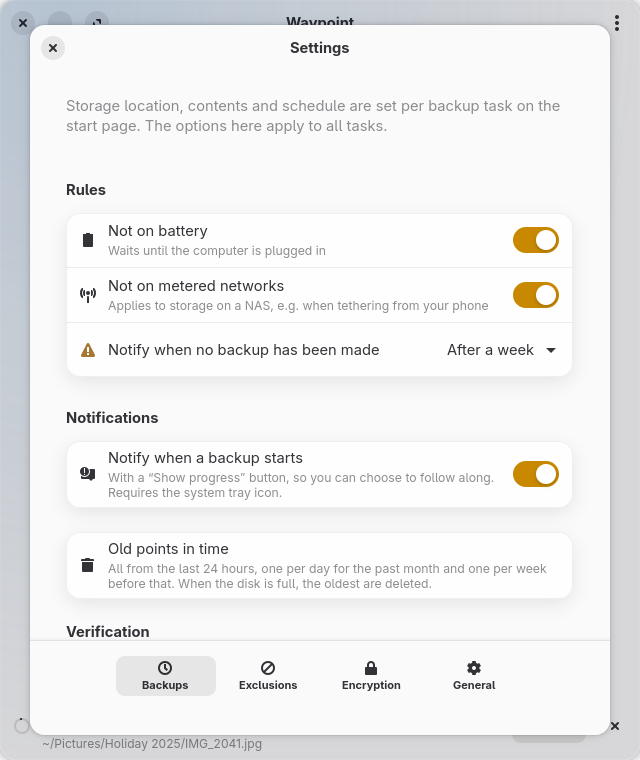 Waypoint
Settings
Storage location, contents and schedule are set per backup task on the
start page. The options here apply to all tasks.
Rules
Not on battery
Waits until the computer is plugged in
Not on metered networks
Applies to storage on a NAS, e.g. when tethering from your phone
Notify when no backup has been made
After a week
Notifications
Notify when a backup starts
With a “Show progress” button, so you can choose to follow along.
Requires the system tray icon.
Old points in time
All from the last 24 hours, one per day for the past month and one per week
before that. When the disk is full, the oldest are deleted.
Verification
Backups
Exclusions
Encryption
General
~/Pictures/Holiday 2025/IMG_2041.jpg